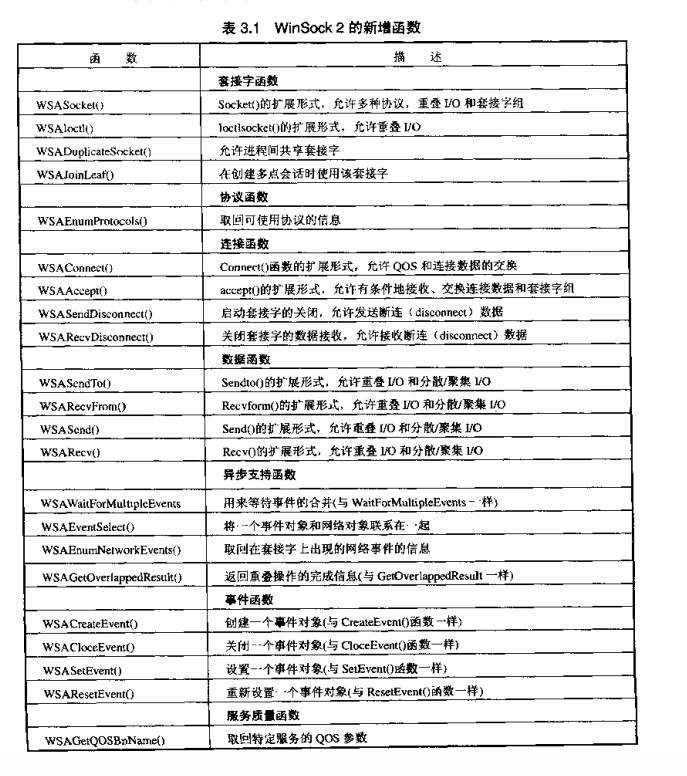 表 3.1 WinSock 2 的新增函数
函 数 描 述
套接字函数
WSASocket() Socket()的扩展形式，允许多种协议，重叠 I/O 和套接字组
WSAIoctl() Ioctlsocket()的扩展形式，允许重叠 I/O
WSADuplicateSocket() 允许进程间共享套接字
WSAJoinLeaf() 在创建多点会话时使用该套接字
协议函数
WSAEnumProtocols() 取回可使用协议的信息
连接函数
WSAConnect() Connect()函数的扩展形式，允许 QOS 和连接数据的交换
WSAAccept() accept()的扩展形式，允许有条件地接收、交换连接数据和套接字组
WSASendDisconnect() 启动套接字的关闭，允许发送断连（disconnect）数据
WSARecvDisconnect() 关闭套接字的数据接收，允许接收断连（disconnect）数据
数据函数
WSASendTo() Sendto()的扩展形式，允许重叠 I/O 和分散/聚集 I/O
WSARecvFrom() Recvform()的扩展形式，允许重叠 I/O 和分散/聚集 I/O
WSASend() Send()的扩展形式，允许重叠 I/O 和分散/聚集 I/O
WSARecv() Recv()的扩展形式，允许重叠 I/O 和分散/聚集 I/O
异步支持函数
WSAWaitForMultipleEvents 用来等待事件的合并(与 WaitForMultipleEvents 一样)
WSAEventSelect() 将一个事件对象和网络对象联系在一起
WSAEnumNetworkEvents() 取回在套接字上出现的网络事件的信息
WSAGetOverlappedResult() 返回重叠操作的完成信息(与 GetOverlappedResult 一样)
事件函数
WSACreateEvent() 创建一个事件对象(与 CreateEvent()函数一样)
WSACloceEvent() 关闭一个事件对象(与 CloceEvent()函数一样)
WSASetEvent() 设置一个事件对象(与 SetEvent()函数一样)
WSAResetEvent() 重新设置一个事件对象(与 ResetEvent()函数一样)
服务质量函数
WSAGetQOSBnName() 取回特定服务的 QOS 参数